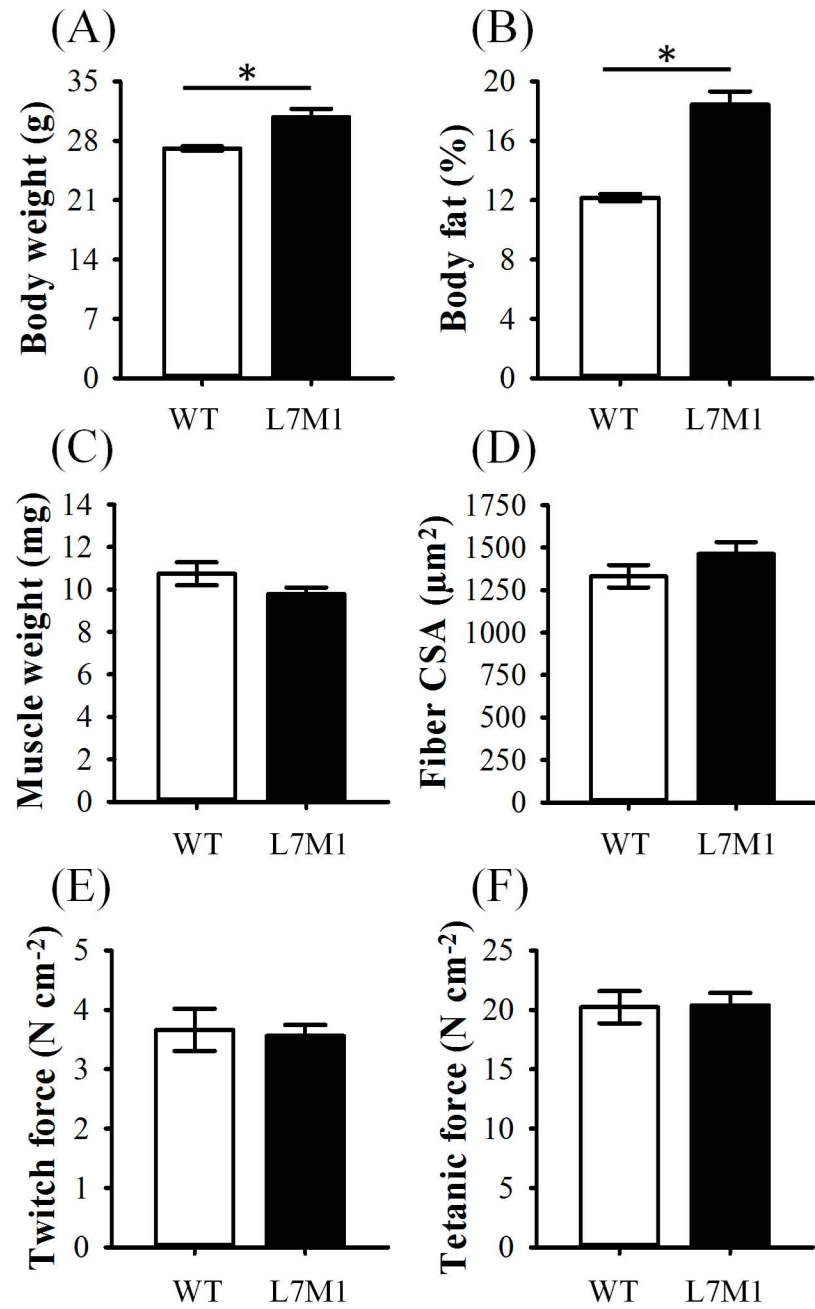 (A)
*
Body weight (g)
35
28
21
14
7
0
WT L7M1
(B)
*
Body fat (%)
20
16
12
8
4
0
WT L7M1
(C)
Muscle weight (mg)
14
11
10
8
6
4
2
0
WT L7M1
(D)
Fiber CSA (µm²)
1750
1500
1250
1000
750
500
250
0
WT L7M1
(E)
Twitch force (N cm⁻²)
5
4
3
2
1
0
WT L7M1
(F)
Tetanic force (N cm⁻²)
25
20
15
10
5
0
WT L7M1